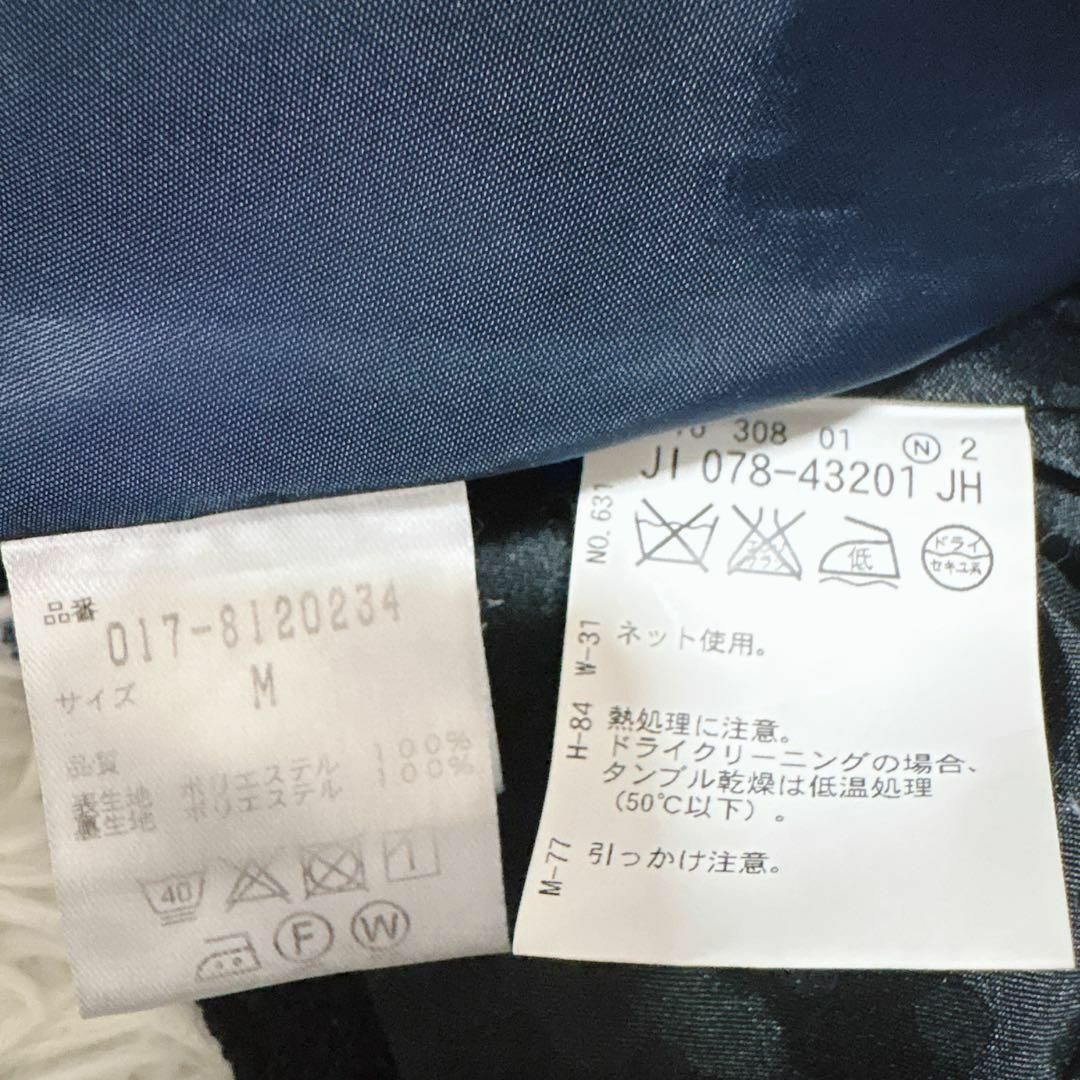 品番
017-8120234
サイズ M
品質
表生地 ポリエステル 100%
裏生地 ポリエステル 100%
40
F W
308 01 N 2
JI 078-43201 JH
低
ドライ
セキユ系
NO.631
W-31
H-84
M-77
ネット使用。
熱処理に注意。
ドライクリーニングの場合、
タンブル乾燥は低温処理
(50℃以下)。
引っかけ注意。